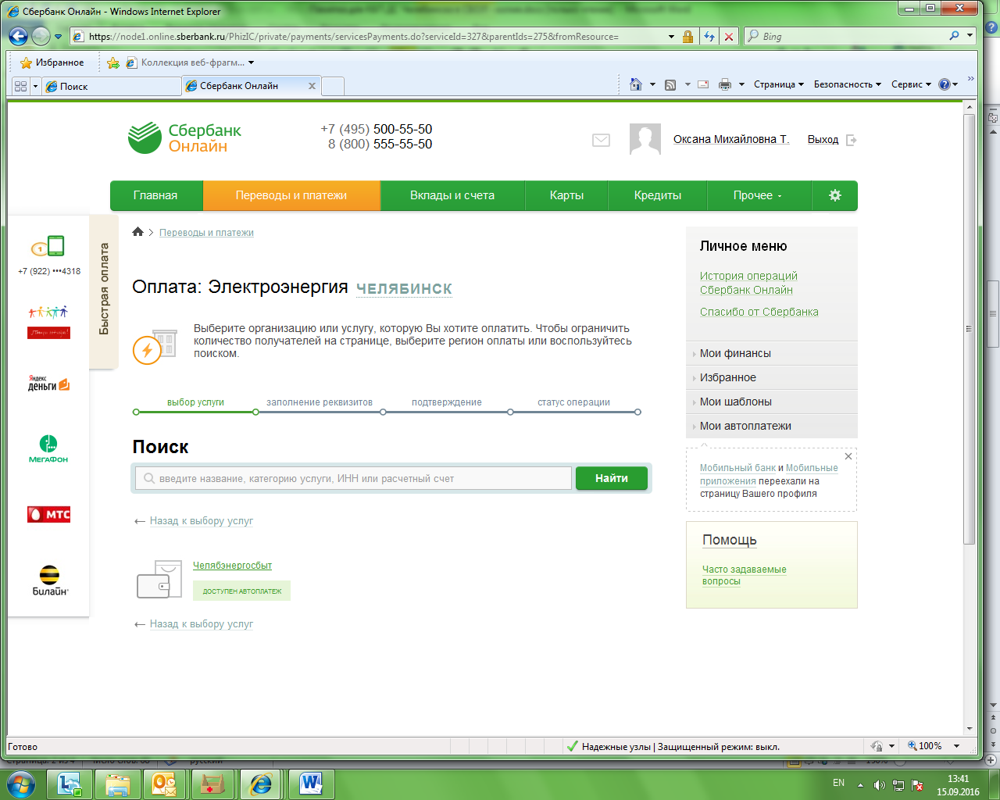 Сбербанк Онлайн - Windows Internet Explorer
https://node1.online.sberbank.ru/PhizIC/private/payments/servicesPayments.do?serviceId=327&parentIds=275&fromResource=
Bing
Избранное
Коллекция веб-фрагм...
Поиск
Сбербанк Онлайн
Страница
Безопасность
Сервис
Сбербанк
Онлайн
+7 (495) 500-55-50
8 (800) 555-55-50
Оксана Михайловна Т.
Выход
Главная
Переводы и платежи
Вклады и счета
Карты
Кредиты
Прочее
Быстрая оплата
1
+7 (922) •••4318
Яндекс
деньги
МегаФон
МТС
Билайн
Переводы и платежи
Оплата: Электроэнергия ЧЕЛЯБИНСК
Выберите организацию или услугу, которую Вы хотите оплатить. Чтобы ограничить
количество получателей на странице, выберите регион оплаты или воспользуйтесь
поиском.
выбор услуги
заполнение реквизитов
подтверждение
статус операции
Поиск
введите название, категорию услуги, ИНН или расчетный счет
Найти
← Назад к выбору услуг
Челябэнергосбыт
ДОСТУПЕН АВТОПЛАТЕЖ
← Назад к выбору услуг
Личное меню
История операций
Сбербанк Онлайн
Спасибо от Сбербанка
Мои финансы
Избранное
Мои шаблоны
Мои автоплатежи
Мобильный банк и Мобильные
приложения переехали на
страницу Вашего профиля
Помощь
Часто задаваемые
вопросы
Готово
Надежные узлы | Защищенный режим: выкл.
100%
EN
13:41
15.09.2016